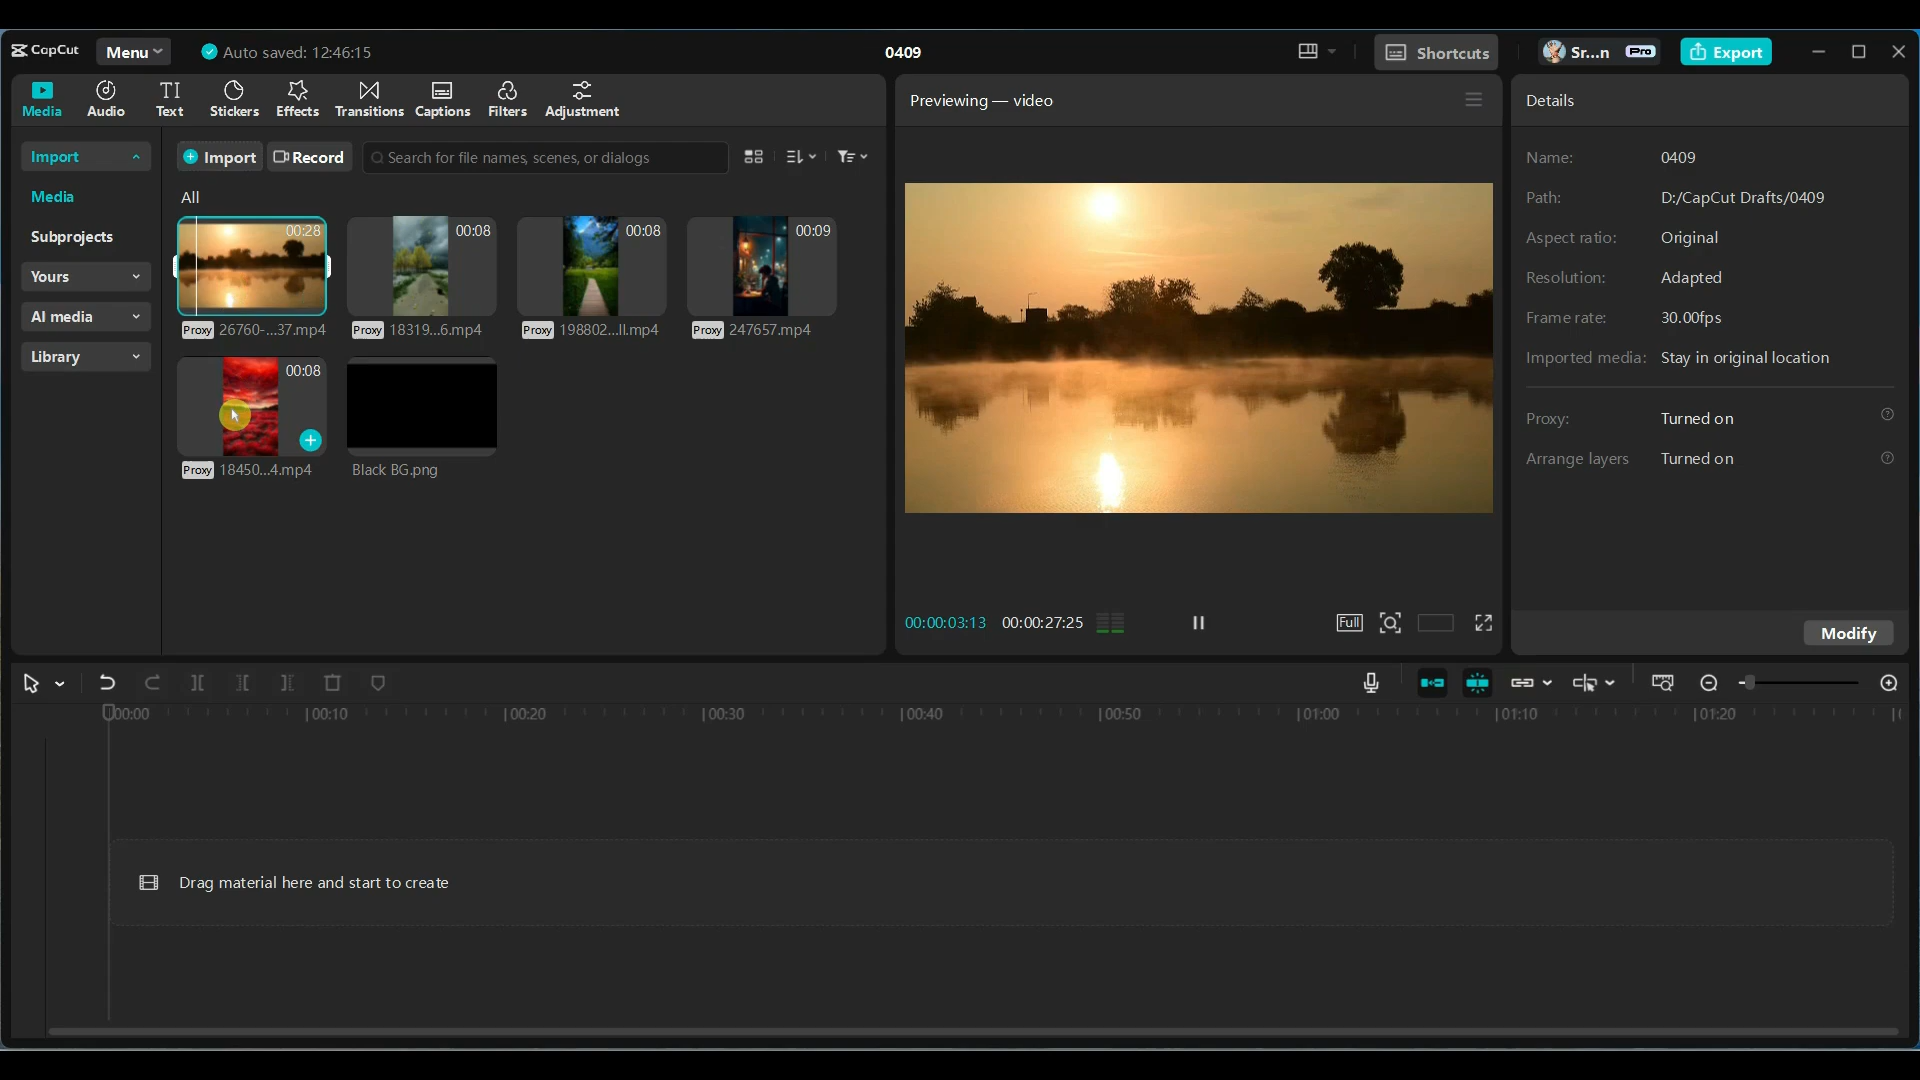 CapCut Menu Auto saved: 12:46:15 0409 Shortcuts Sr...n Pro Export
Media Audio Text Stickers Effects Transitions Captions Filters Adjustment
Import
Media
Subprojects
Yours
AI media
Library
Import Record Search for file names, scenes, or dialogs
All
00:28 00:08 00:08 00:09
Proxy 26760-...37.mp4 Proxy 18319...6.mp4 Proxy 198802...ll.mp4 Proxy 247657.mp4
00:08
Proxy 18450...4.mp4 Black BG.png
Previewing — video
00:00:03:13 00:00:27:25 Full
Details
Name: 0409
Path: D:/CapCut Drafts/0409
Aspect ratio: Original
Resolution: Adapted
Frame rate: 30.00fps
Imported media: Stay in original location
Proxy: Turned on
Arrange layers Turned on
Modify
00:00 00:10 00:20 00:30 00:40 00:50 01:00 01:10 01:20
Drag material here and start to create